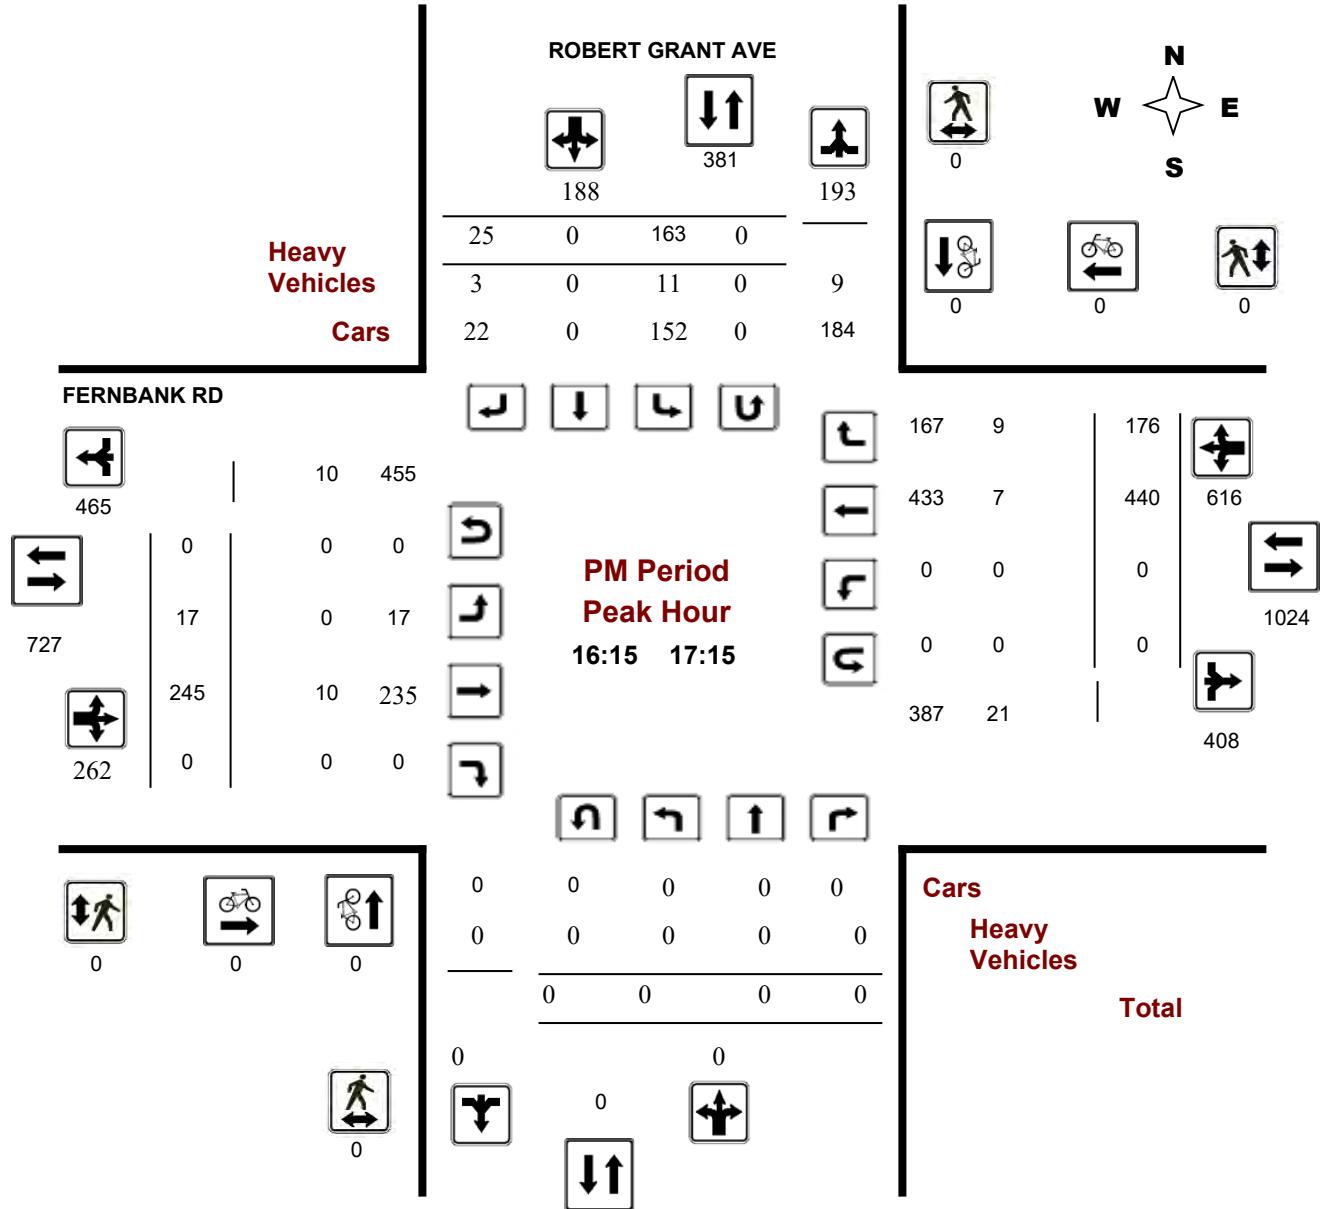 ROBERT GRANT AVE
N
W E
S
381
188 193
0
25 0 163 0
Heavy
Vehicles
3 0 11 0 9
0 0 0
Cars
22 0 152 0 184
FERNBANK RD
167 9 176
10 455
465
433 7 440 616
0 0 0
PM Period
0 0 0
Peak Hour
17 0 17
1024
727
16:15 17:15
0 0 0
245 10 235
387 21
408
262 0 0 0
0 0 0 0 0
Cars
0 0 0 0 0
Heavy
Vehicles
0 0 0
0 0 0 0
Total
0 0
0
0